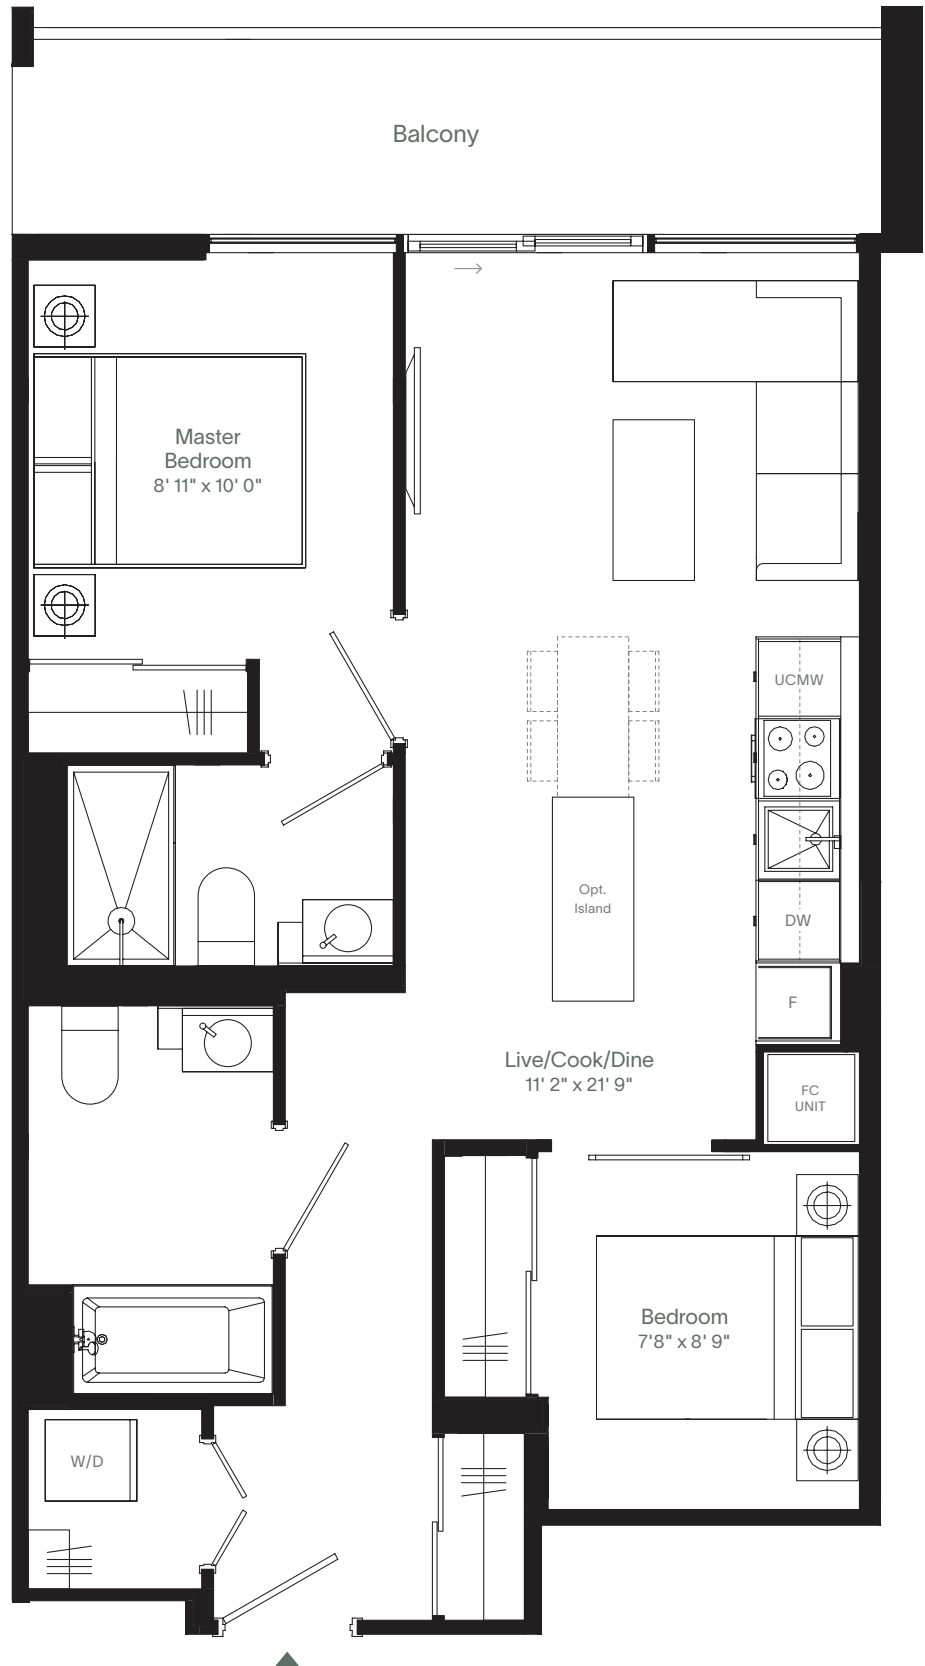 Balcony
Master
Bedroom
8' 11" x 10' 0"
UCMW
Opt.
Island
DW
F
Live/Cook/Dine
11' 2" x 21' 9"
FC
UNIT
Bedroom
7'8" x 8' 9"
W/D